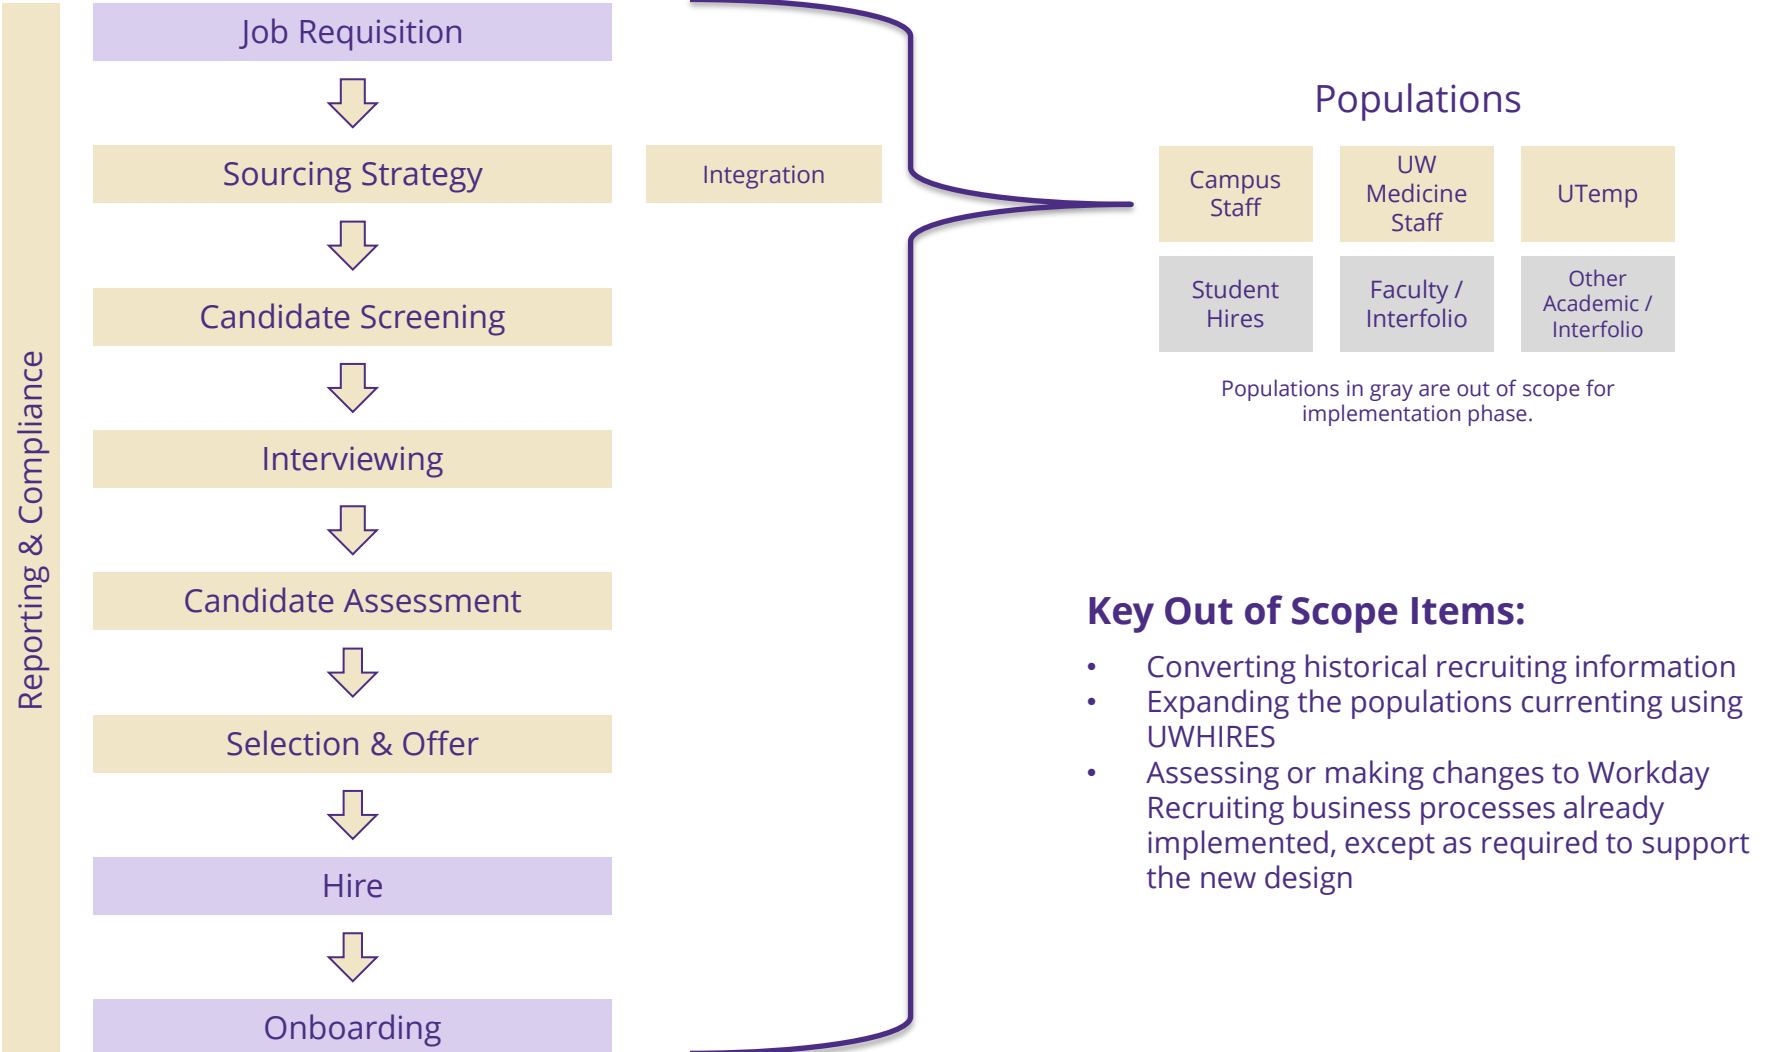 Reporting & Compliance
Job Requisition
Sourcing Strategy
Integration
Candidate Screening
Interviewing
Candidate Assessment
Selection & Offer
Hire
Onboarding
Populations
Campus
Staff
UW
Medicine
Staff
UTemp
Student
Hires
Faculty /
Interfolio
Other
Academic /
Interfolio
Populations in gray are out of scope for
implementation phase.
Key Out of Scope Items:
• Converting historical recruiting information
• Expanding the populations currenting using
UWHIRES
• Assessing or making changes to Workday
Recruiting business processes already
implemented, except as required to support
the new design